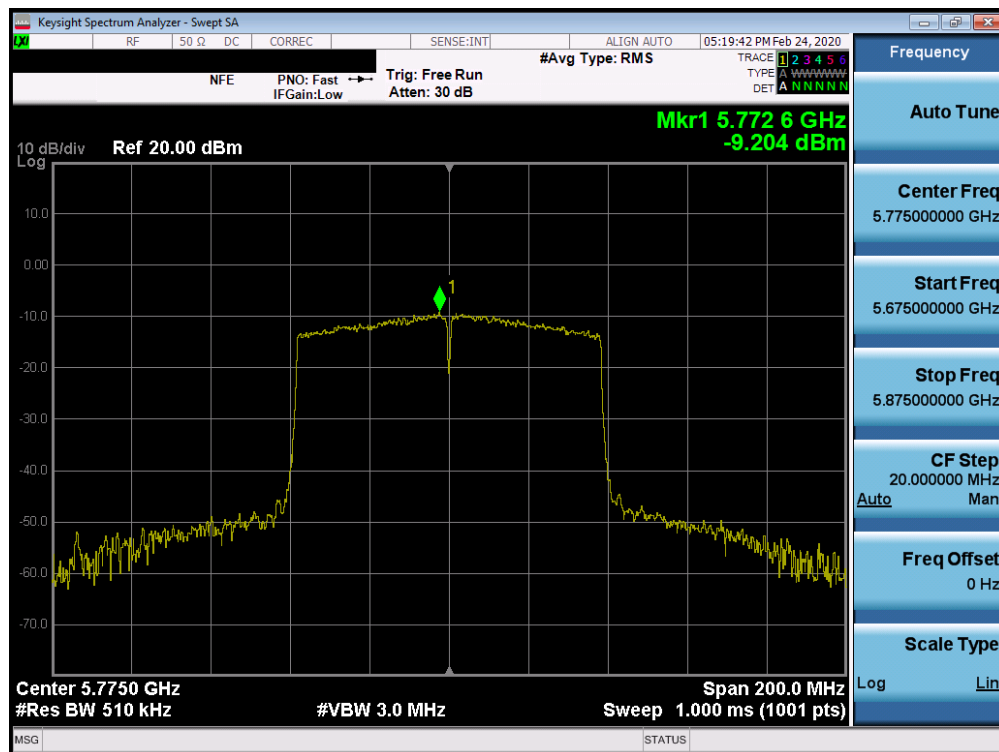 Keysight Spectrum Analyzer - Swept SA
LXI
RF 50 Ω DC CORREC SENSE:INT ALIGN AUTO 05:19:42 PM Feb 24, 2020
NFE PNO: Fast IFGain:Low Trig: Free Run Atten: 30 dB
#Avg Type: RMS
TRACE 1 2 3 4 5 6
TYPE A WWWWW
DET A N N N N N
Mkr1 5.772 6 GHz
-9.204 dBm
10 dB/div Ref 20.00 dBm
Log
10.0
0.00
-10.0
-20.0
-30.0
-40.0
-50.0
-60.0
-70.0
1
Center 5.7750 GHz Span 200.0 MHz
#Res BW 510 kHz #VBW 3.0 MHz Sweep 1.000 ms (1001 pts)
MSG STATUS
Frequency
Auto Tune
Center Freq
5.775000000 GHz
Start Freq
5.675000000 GHz
Stop Freq
5.875000000 GHz
CF Step
20.000000 MHz
Auto Man
Freq Offset
0 Hz
Scale Type
Log Lin